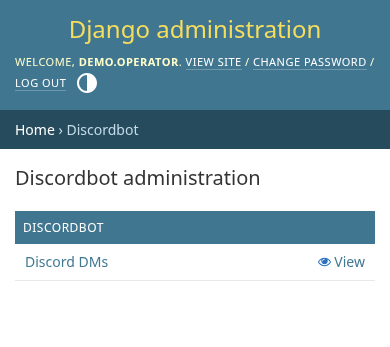 Django administration
WELCOME, DEMO.OPERATOR. VIEW SITE / CHANGE PASSWORD /
LOG OUT
Home › Discordbot
Discordbot administration
DISCORDBOT
Discord DMs View